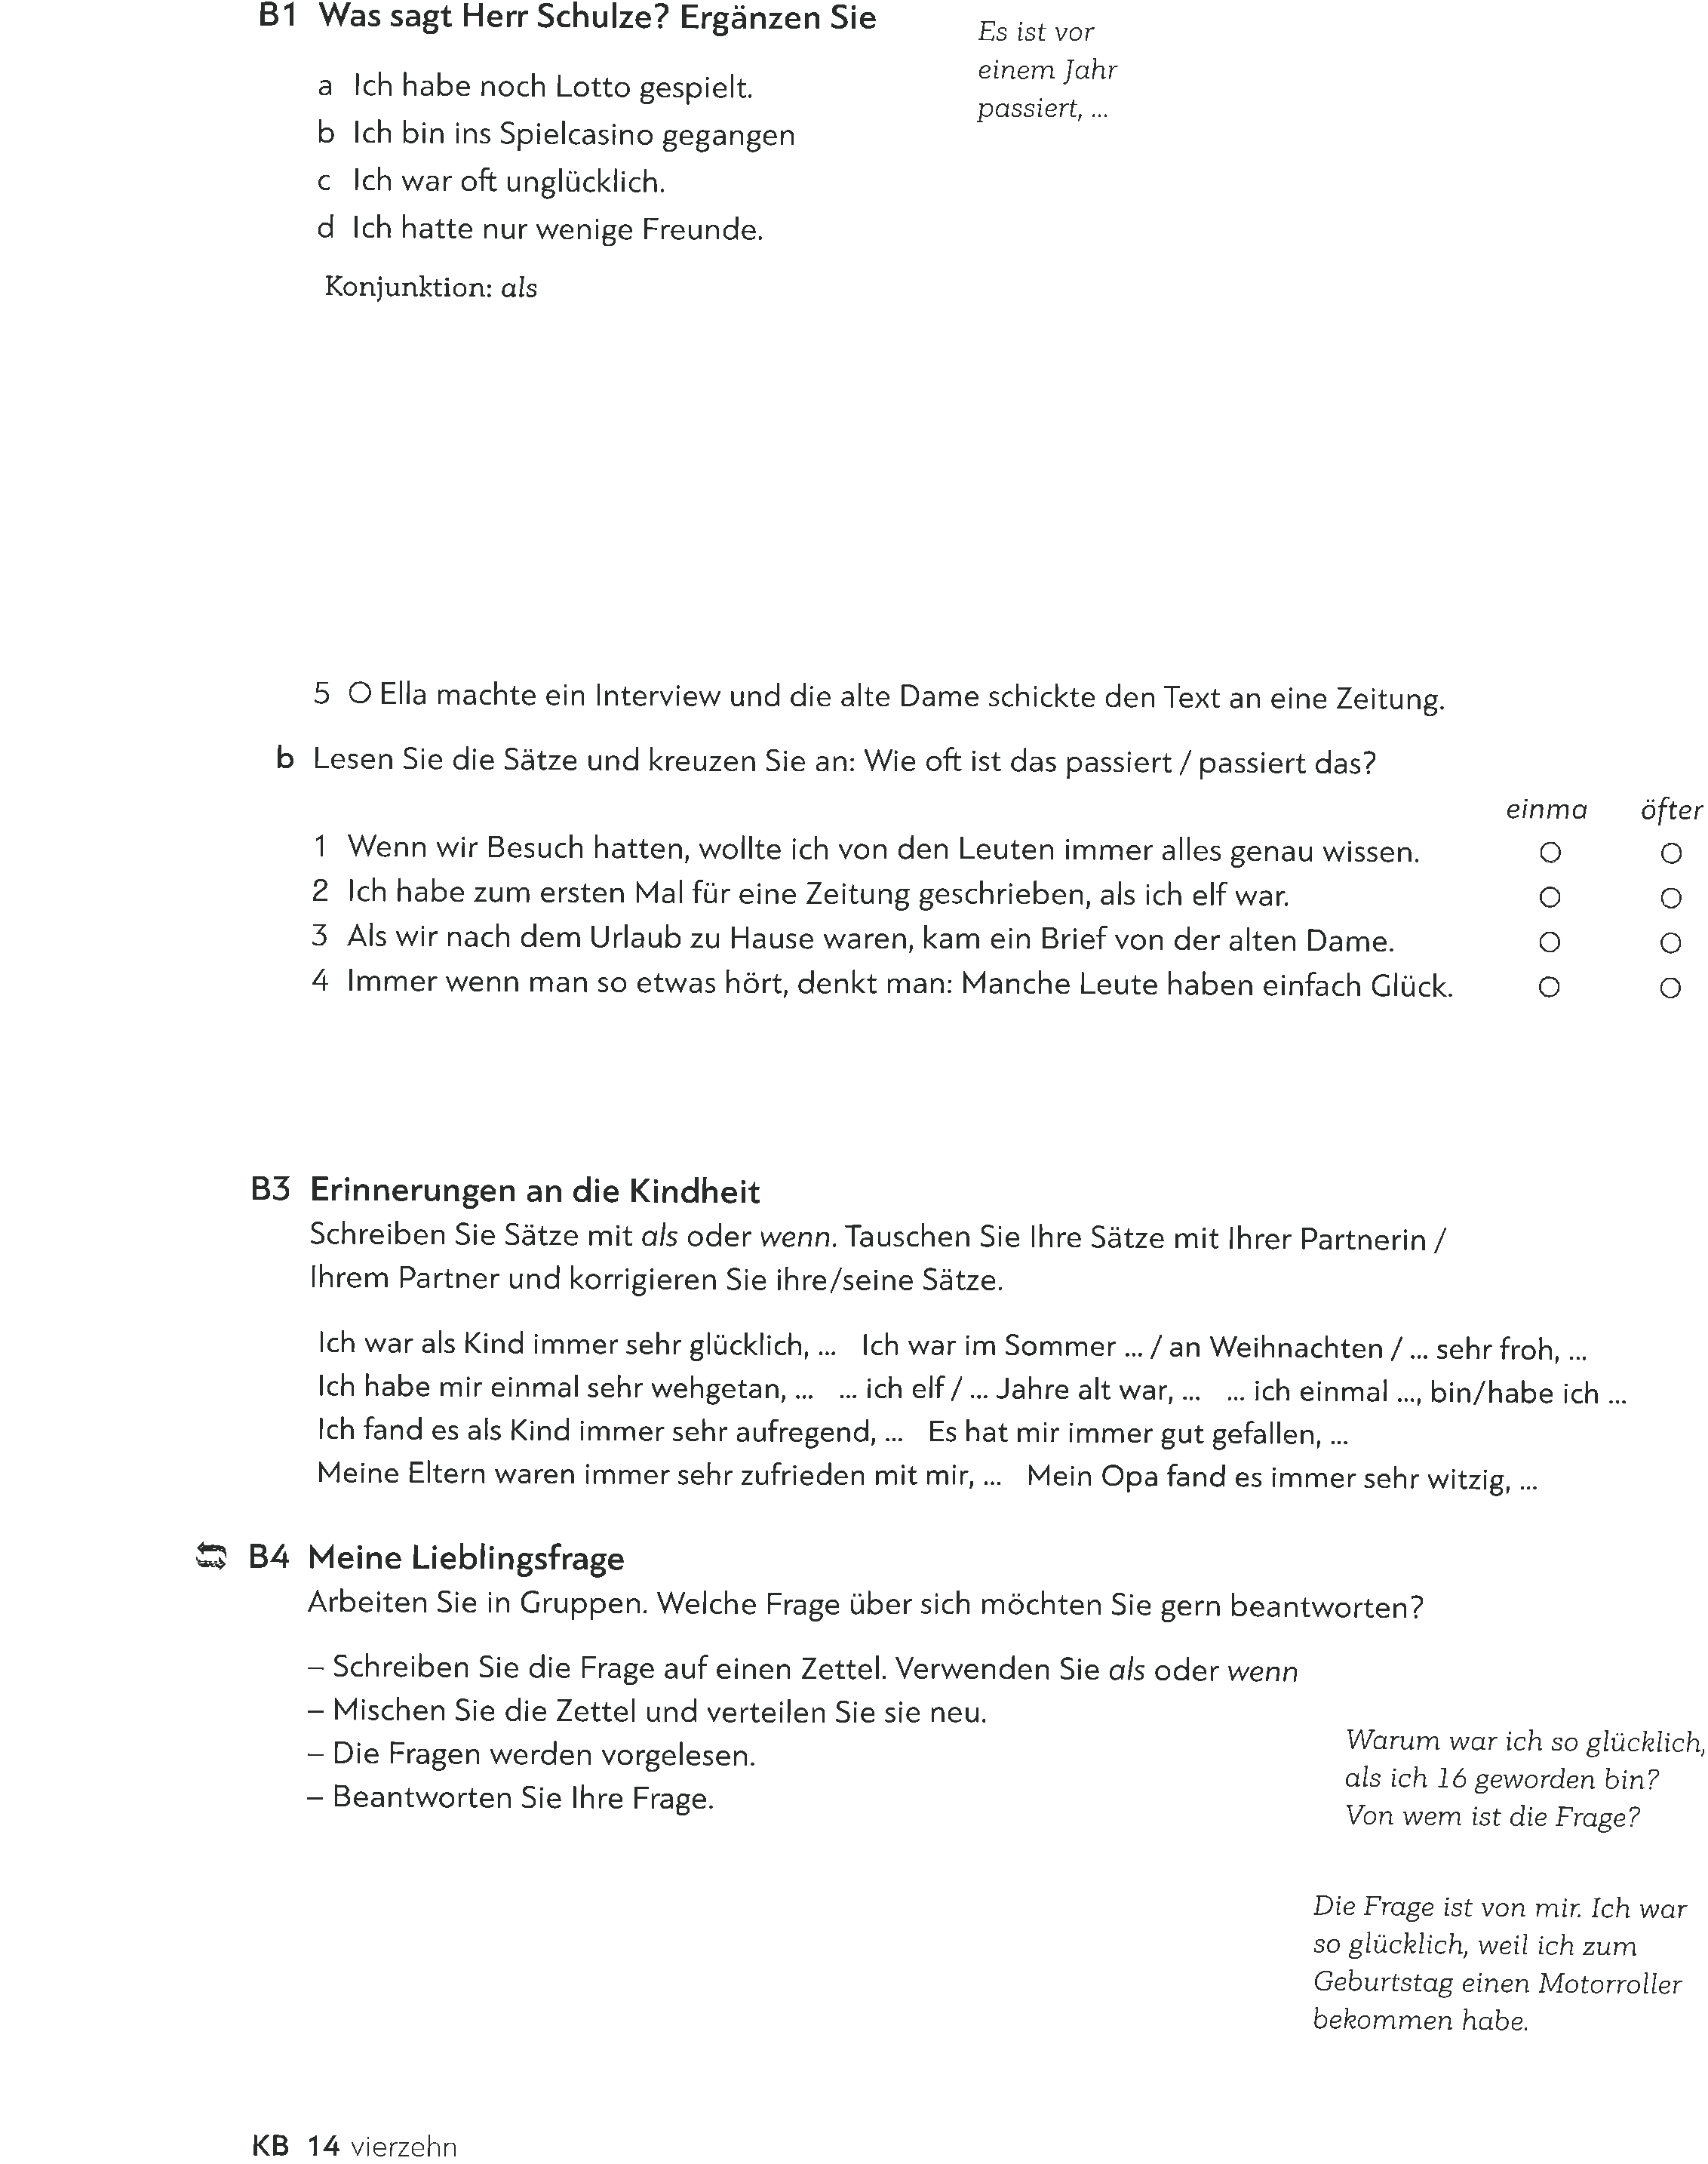 B1 Was sagt Herr Schulze? Ergänzen Sie
Es ist vor
einem Jahr
passiert, ...
a Ich habe noch Lotto gespielt.
b Ich bin ins Spielcasino gegangen
c Ich war oft unglücklich.
d Ich hatte nur wenige Freunde.
Konjunktion: als
5 O Ella machte ein Interview und die alte Dame schickte den Text an eine Zeitung.
b Lesen Sie die Sätze und kreuzen Sie an: Wie oft ist das passiert / passiert das?
einma öfter
1 Wenn wir Besuch hatten, wollte ich von den Leuten immer alles genau wissen. O O
2 Ich habe zum ersten Mal für eine Zeitung geschrieben, als ich elf war. O O
3 Als wir nach dem Urlaub zu Hause waren, kam ein Brief von der alten Dame. O O
4 Immer wenn man so etwas hört, denkt man: Manche Leute haben einfach Glück. O O
B3 Erinnerungen an die Kindheit
Schreiben Sie Sätze mit als oder wenn. Tauschen Sie Ihre Sätze mit Ihrer Partnerin /
Ihrem Partner und korrigieren Sie ihre/seine Sätze.
Ich war als Kind immer sehr glücklich, ... Ich war im Sommer ... / an Weihnachten / ... sehr froh, ...
Ich habe mir einmal sehr wehgetan, ... ... ich elf / ... Jahre alt war, ... ... ich einmal ..., bin/habe ich ...
Ich fand es als Kind immer sehr aufregend, ... Es hat mir immer gut gefallen, ...
Meine Eltern waren immer sehr zufrieden mit mir, ... Mein Opa fand es immer sehr witzig, ...
B4 Meine Lieblingsfrage
Arbeiten Sie in Gruppen. Welche Frage über sich möchten Sie gern beantworten?
– Schreiben Sie die Frage auf einen Zettel. Verwenden Sie als oder wenn
– Mischen Sie die Zettel und verteilen Sie sie neu.
– Die Fragen werden vorgelesen.
– Beantworten Sie Ihre Frage.
Warum war ich so glücklich,
als ich 16 geworden bin?
Von wem ist die Frage?
Die Frage ist von mir. Ich war
so glücklich, weil ich zum
Geburtstag einen Motorroller
bekommen habe.
KB 14 vierzehn